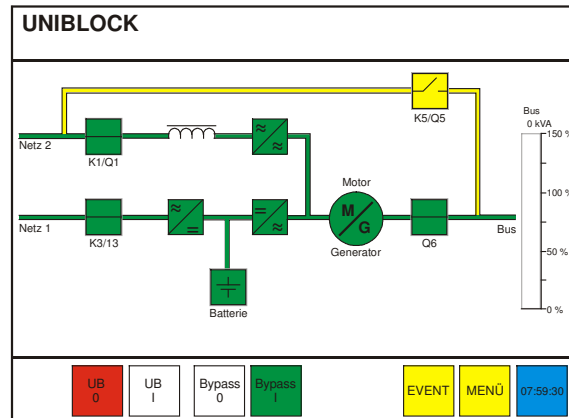 UNIBLOCK
K5/Q5
Bus
0 kVA
150 %
Netz 2
K1/Q1
Motor
100 %
M
G
Netz 1
K3/13
Generator
Q6
Bus
50 %
Batterie
0 %
UB
0
UB
I
Bypass
0
Bypass
I
EVENT
MENÜ
07:59:30